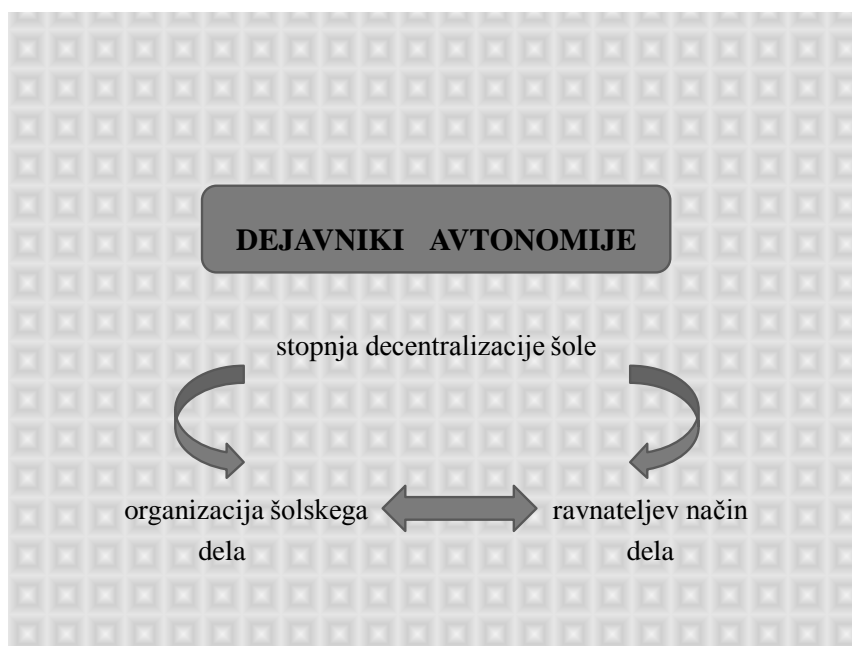 DEJAVNIKI AVTONOMIJE
stopnja decentralizacije šole
organizacija šolskega
dela
ravnateljev način
dela